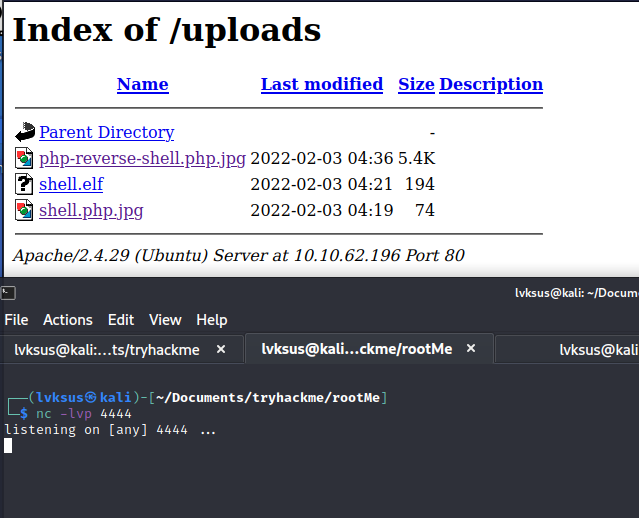 Index of /uploads
Name Last modified Size Description
Parent Directory -
php-reverse-shell.php.jpg 2022-02-03 04:36 5.4K
shell.elf 2022-02-03 04:21 194
shell.php.jpg 2022-02-03 04:19 74
Apache/2.4.29 (Ubuntu) Server at 10.10.62.196 Port 80
lvksus@kali: ~/Docume
File Actions Edit View Help
lvksus@kali:...ts/tryhackme × lvksus@kali...ckme/rootMe × lvksus@kali
┌──(lvksus㉿kali)-[~/Documents/tryhackme/rootMe]
└─$ nc -lvp 4444
listening on [any] 4444 ...